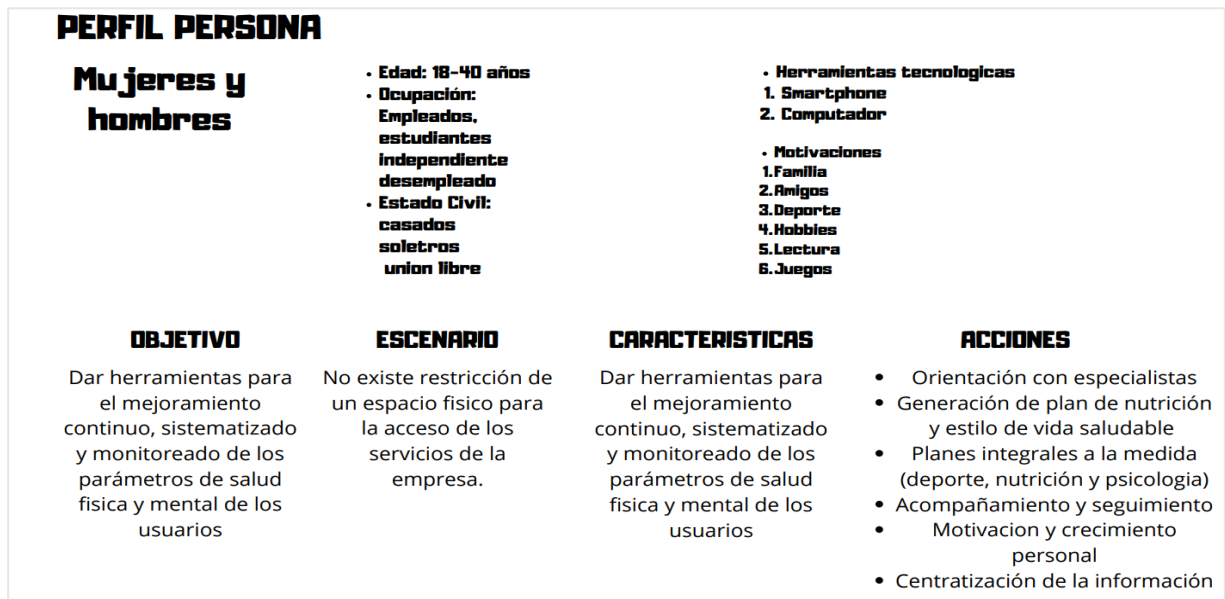 PERFIL PERSONA
Mujeres y
hombres
• Edad: 18-40 años
• Ocupación:
Empleados,
estudiantes
independiente
desempleado
• Estado Civil:
casados
soletros
union libre
• Herramientas tecnologicas
1. Smartphone
2. Computador
• Motivaciones
1.Familia
2.Amigos
3.Deporte
4.Hobbies
5.Lectura
6.Juegos
OBJETIVO
Dar herramientas para
el mejoramiento
continuo, sistematizado
y monitoreado de los
parámetros de salud
fisica y mental de los
usuarios
ESCENARIO
No existe restricción de
un espacio fisico para
la acceso de los
servicios de la
empresa.
CARACTERISTICAS
Dar herramientas para
el mejoramiento
continuo, sistematizado
y monitoreado de los
parámetros de salud
fisica y mental de los
usuarios
ACCIONES
• Orientación con especialistas
• Generación de plan de nutrición
y estilo de vida saludable
• Planes integrales a la medida
(deporte, nutrición y psicologia)
• Acompañamiento y seguimiento
• Motivacion y crecimiento
personal
• Centratización de la información